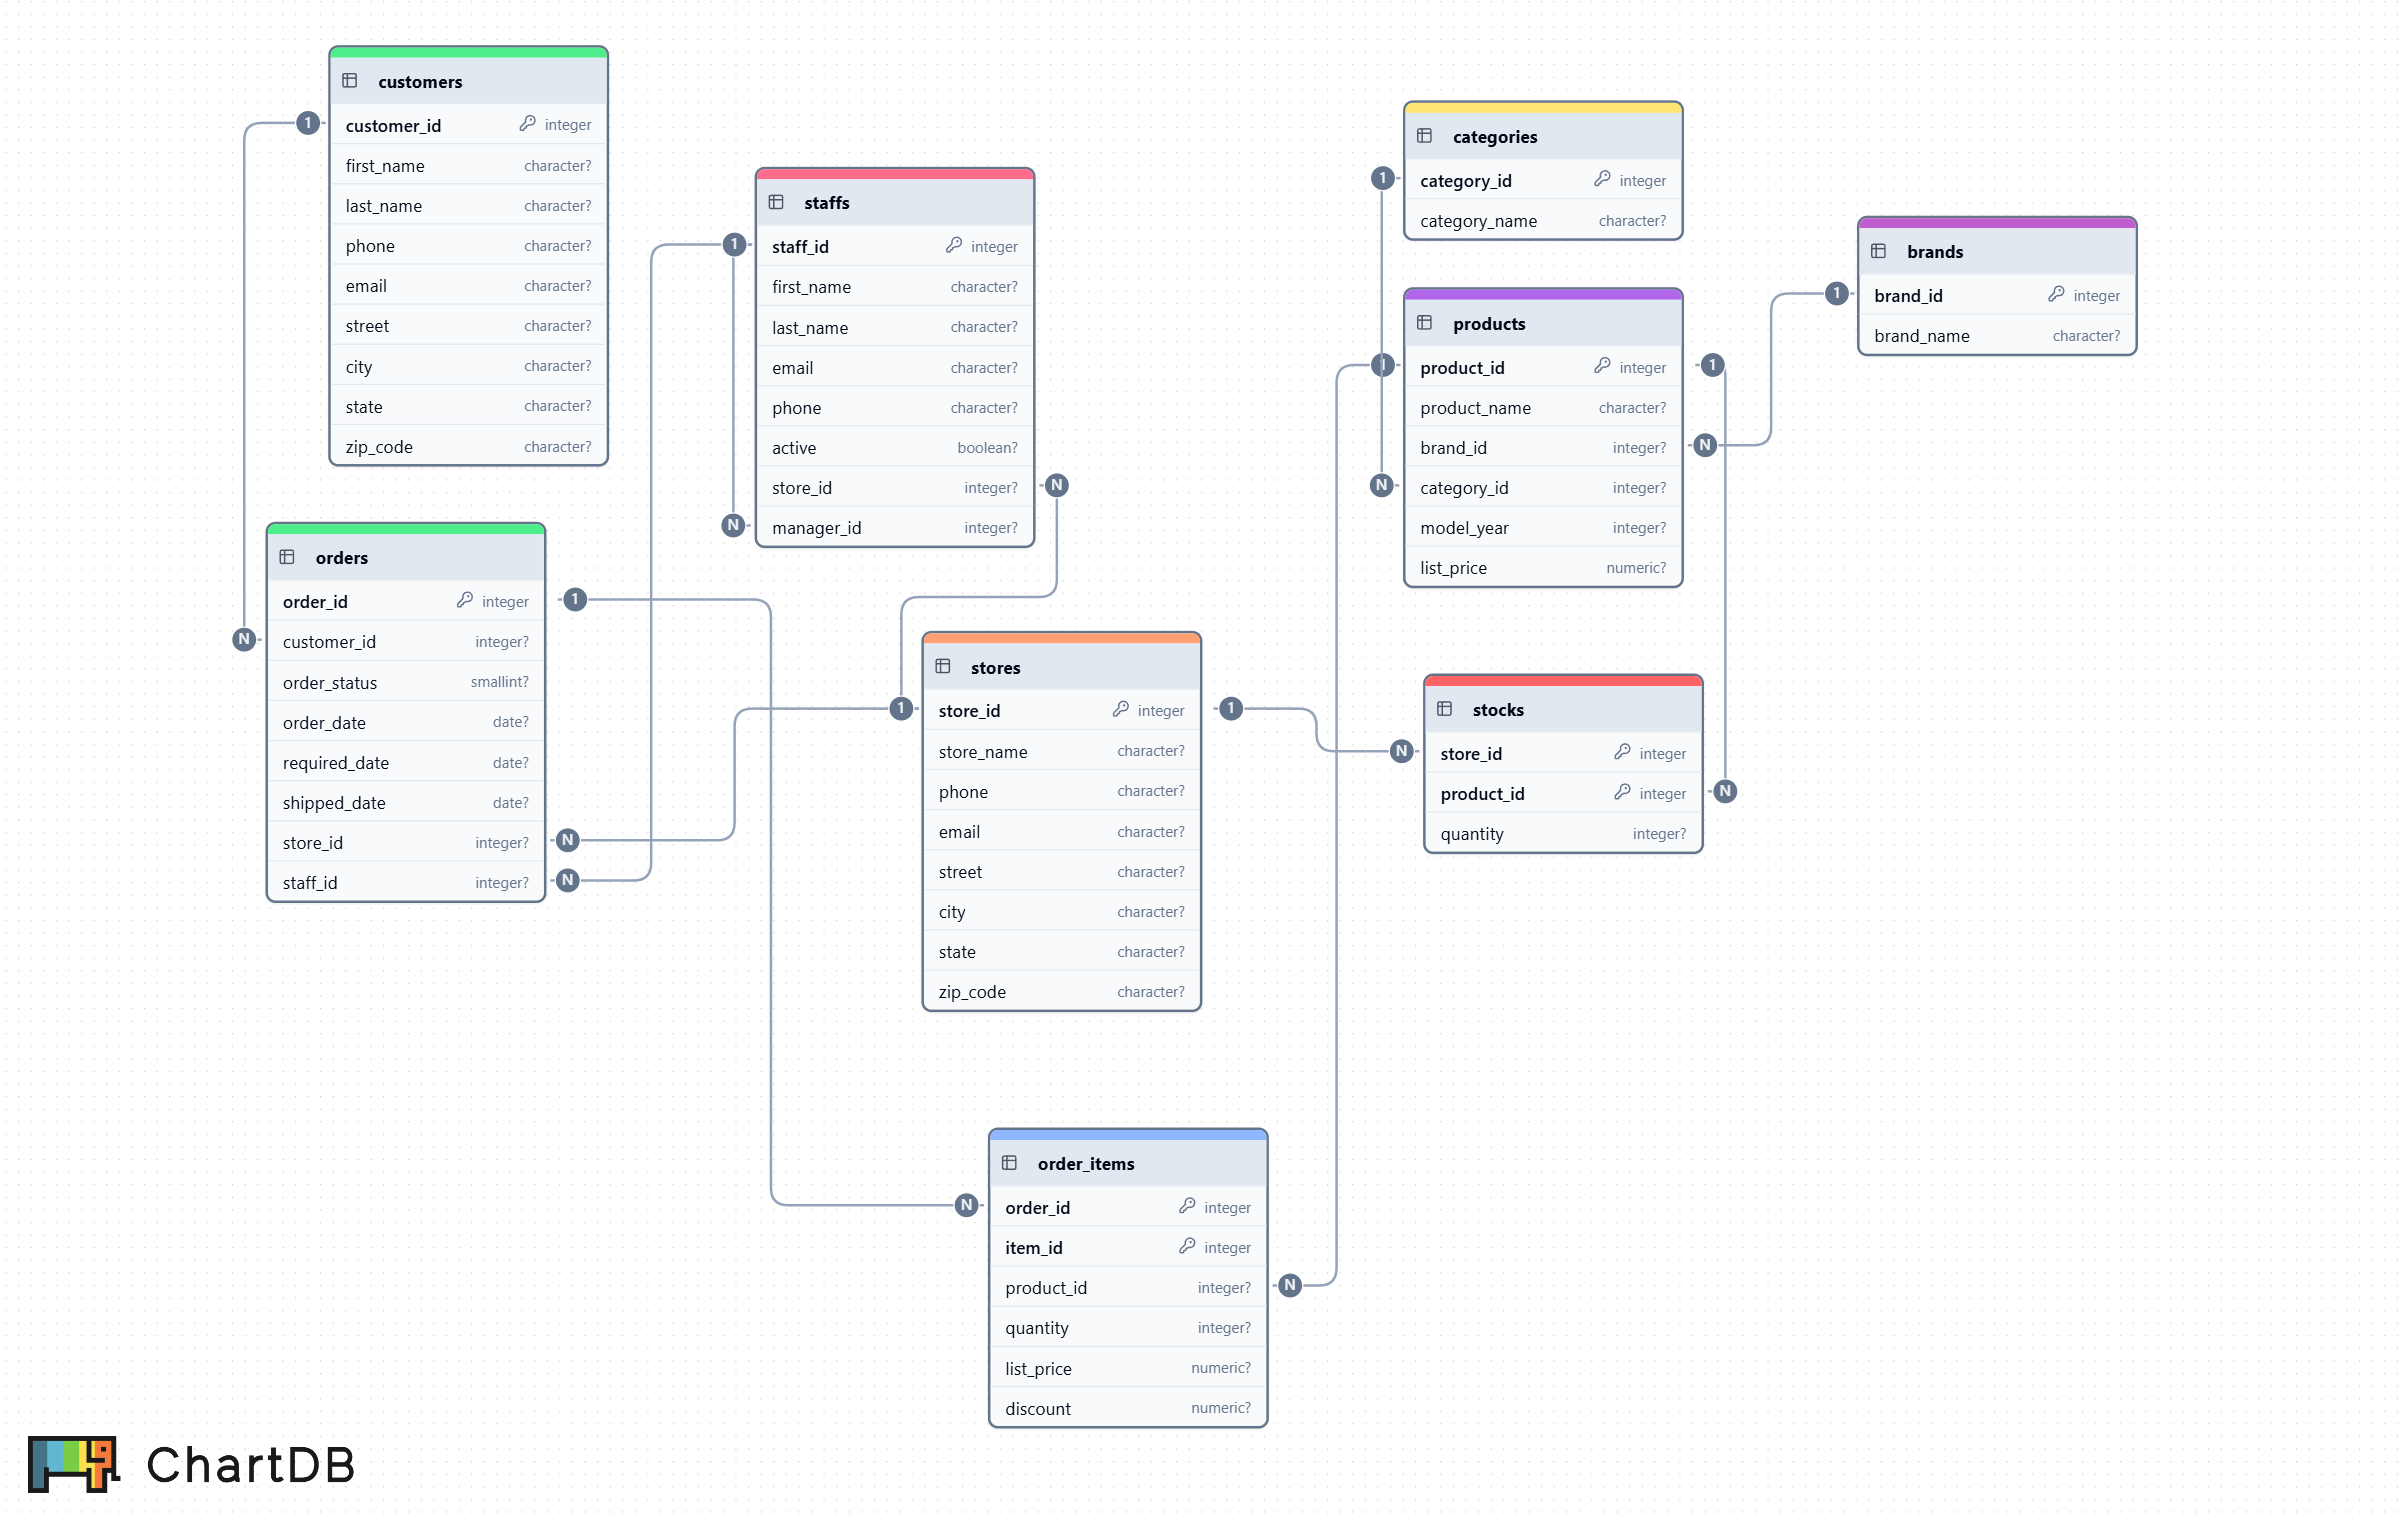 customers
1
customer_id integer
first_name character?
last_name character?
phone character?
email character?
street character?
city character?
state character?
zip_code character?
staffs
1
staff_id integer
first_name character?
last_name character?
email character?
phone character?
active boolean?
store_id integer? N
N manager_id integer?
categories
1
category_id integer
category_name character?
brands
1
brand_id integer
brand_name character?
products
1 product_id integer 1
product_name character?
brand_id integer? N
N category_id integer?
model_year integer?
list_price numeric?
orders
order_id integer 1
N customer_id integer?
order_status smallint?
order_date date?
required_date date?
shipped_date date?
store_id integer? N
staff_id integer? N
stores
1 store_id integer 1
store_name character?
phone character?
email character?
street character?
city character?
state character?
zip_code character?
stocks
N store_id integer
product_id integer N
quantity integer?
order_items
N order_id integer
item_id integer
product_id integer? N
quantity integer?
list_price numeric?
discount numeric?
ChartDB